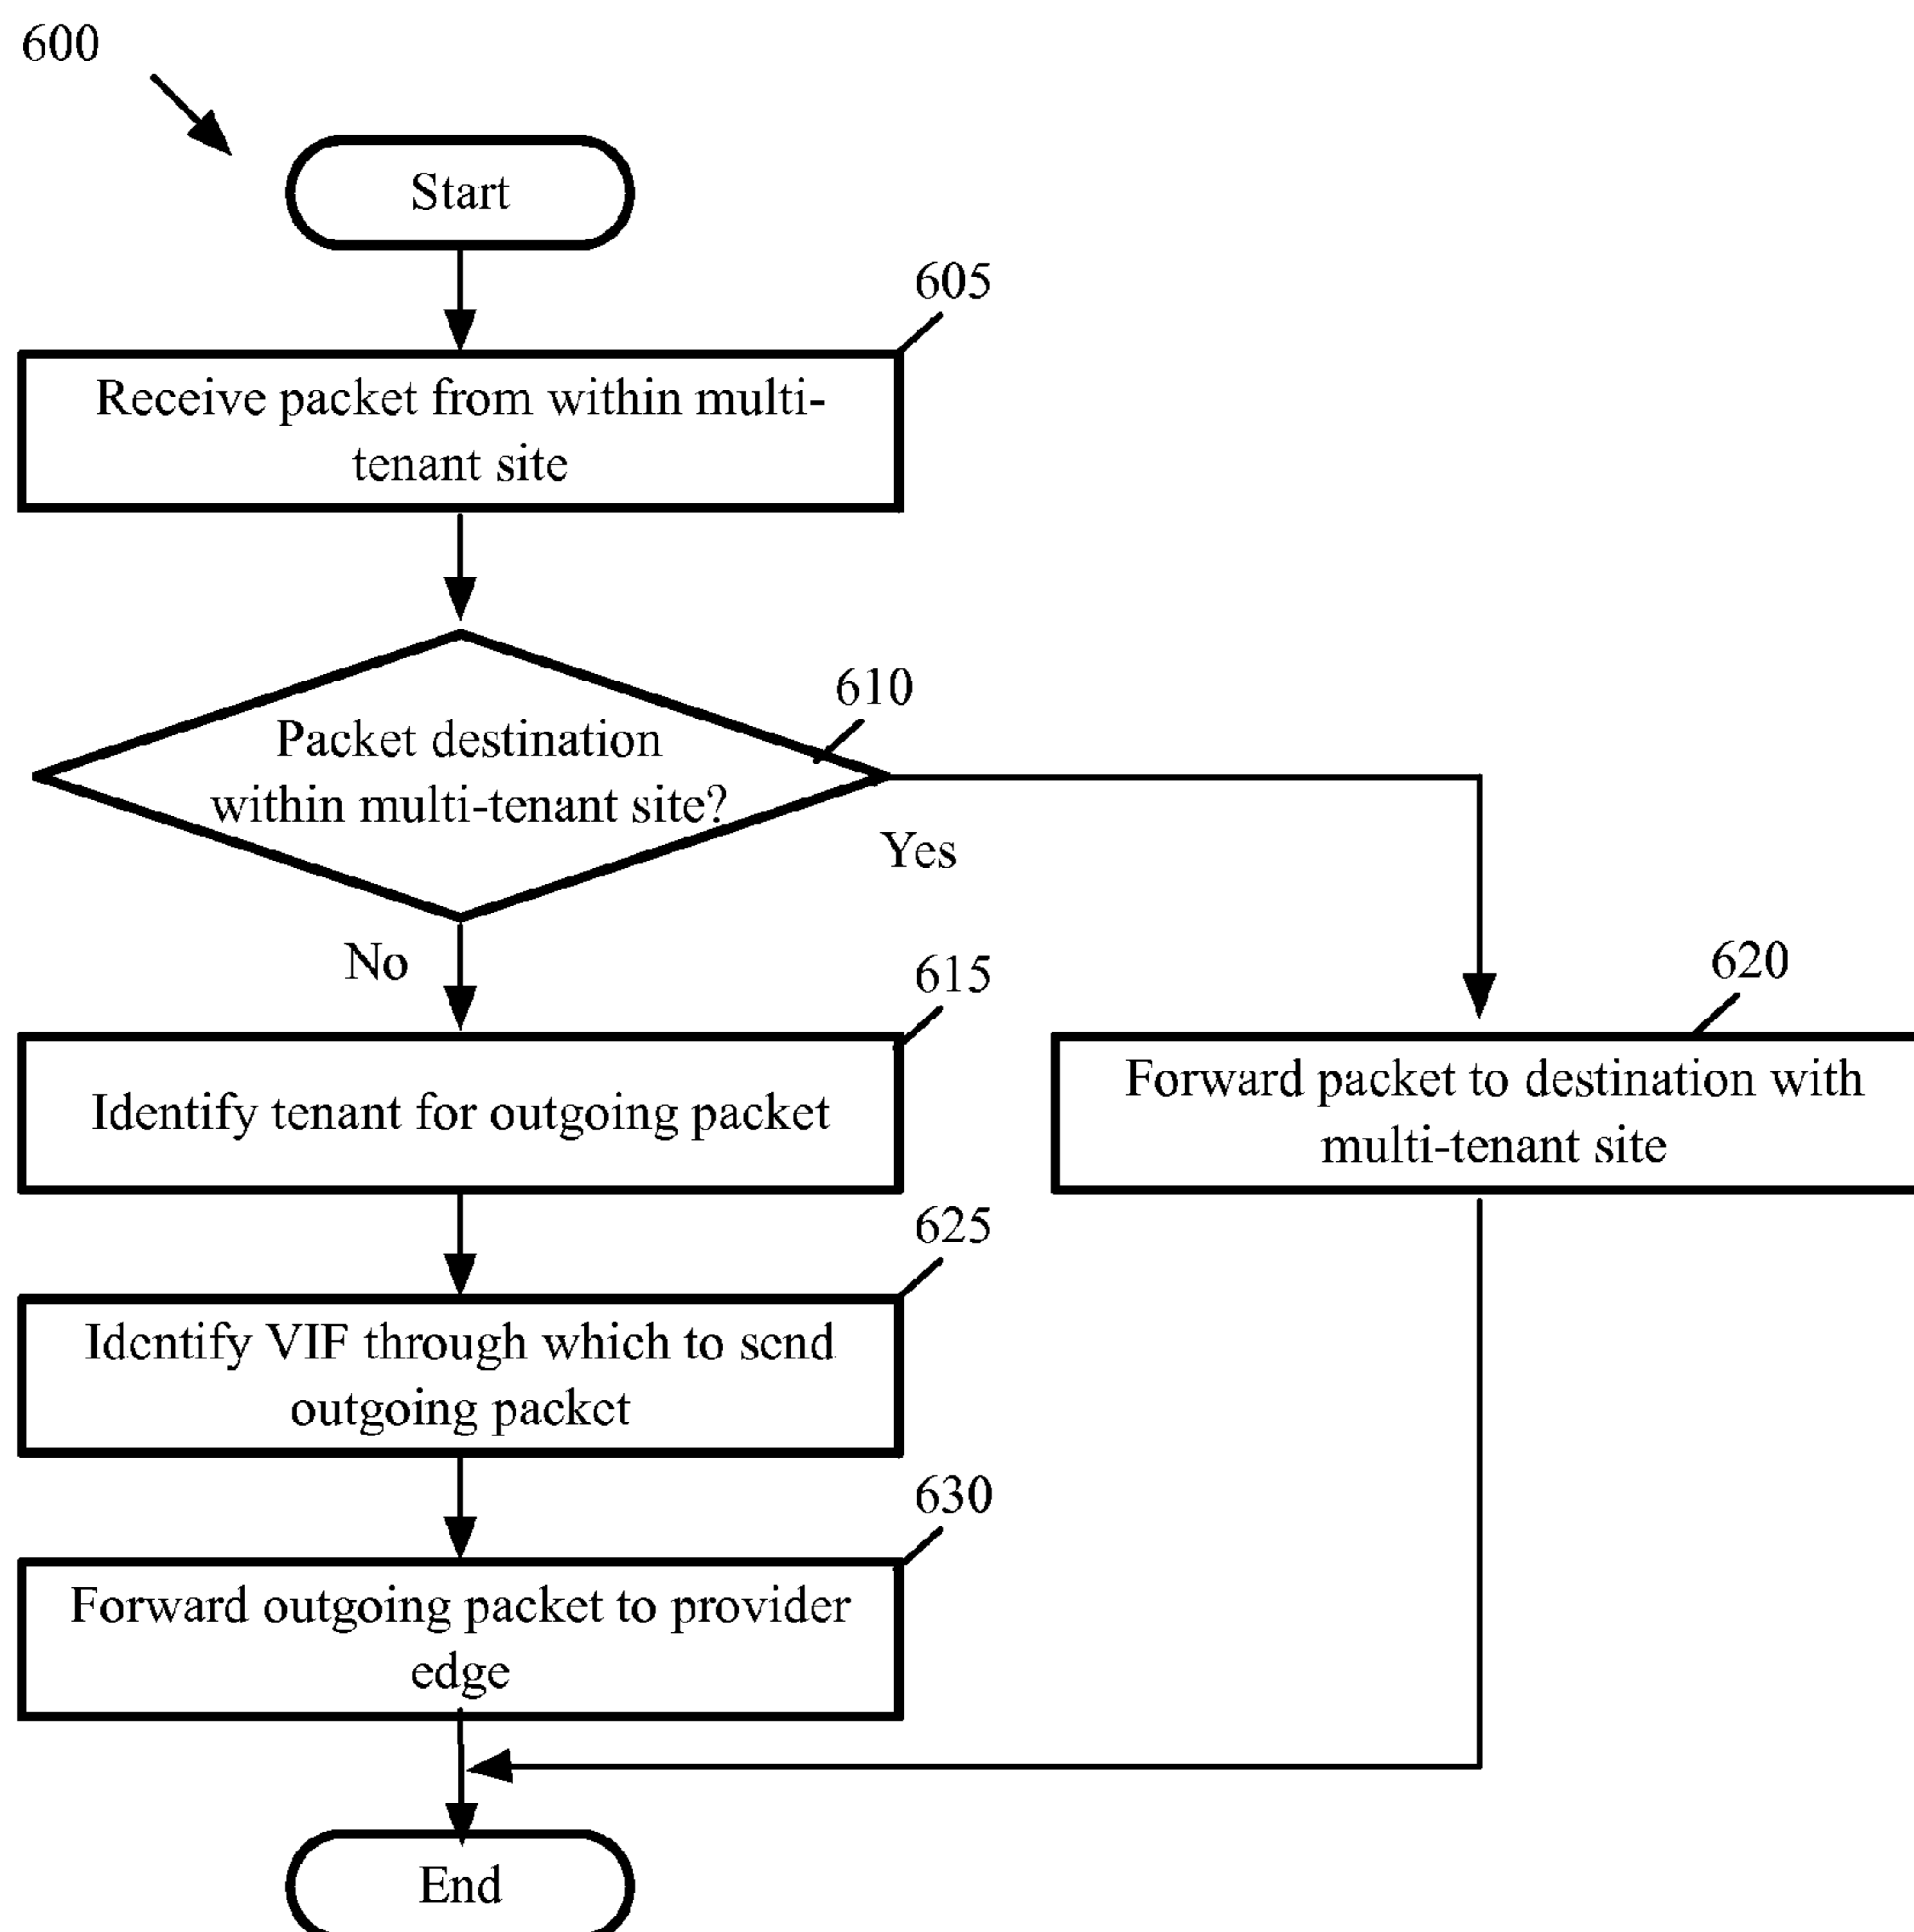 600
Start
605
Receive packet from within multi-
tenant site
610
Packet destination
within multi-tenant site?
Yes
No
615
Identify tenant for outgoing packet
620
Forward packet to destination with
multi-tenant site
625
Identify VIF through which to send
outgoing packet
630
Forward outgoing packet to provider
edge
End